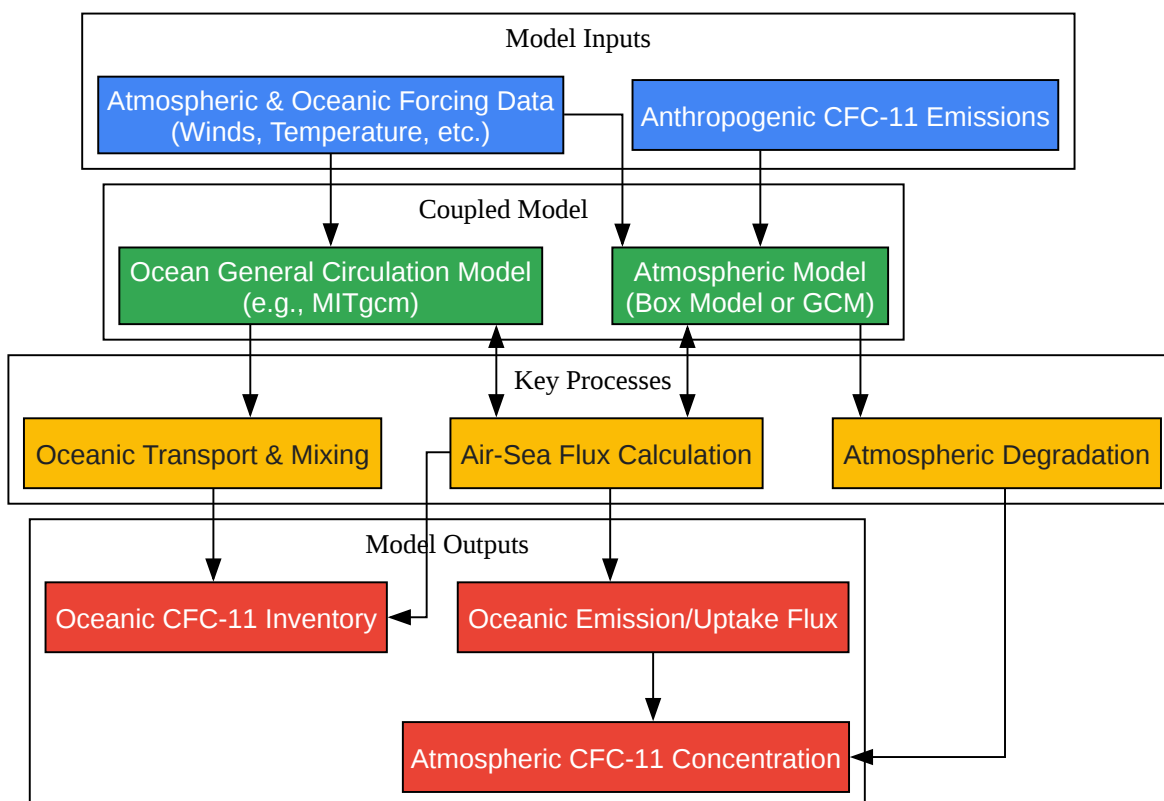 Model Inputs
Atmospheric & Oceanic Forcing Data
(Winds, Temperature, etc.)
Anthropogenic CFC-11 Emissions
Coupled Model
Ocean General Circulation Model
(e.g., MITgcm)
Atmospheric Model
(Box Model or GCM)
Key Processes
Oceanic Transport & Mixing
Air-Sea Flux Calculation
Atmospheric Degradation
Model Outputs
Oceanic CFC-11 Inventory
Oceanic Emission/Uptake Flux
Atmospheric CFC-11 Concentration